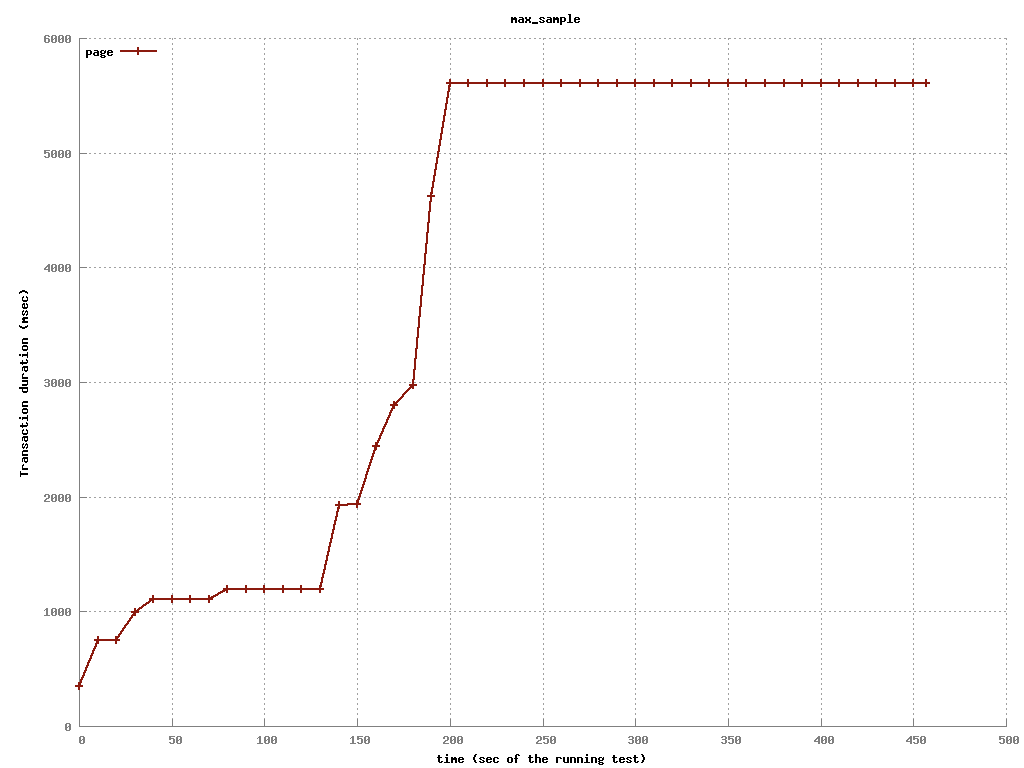 max_sample
page
6000
5000
4000
3000
2000
1000
0
Transaction duration (msec)
0 50 100 150 200 250 300 350 400 450 500
time (sec of the running test)